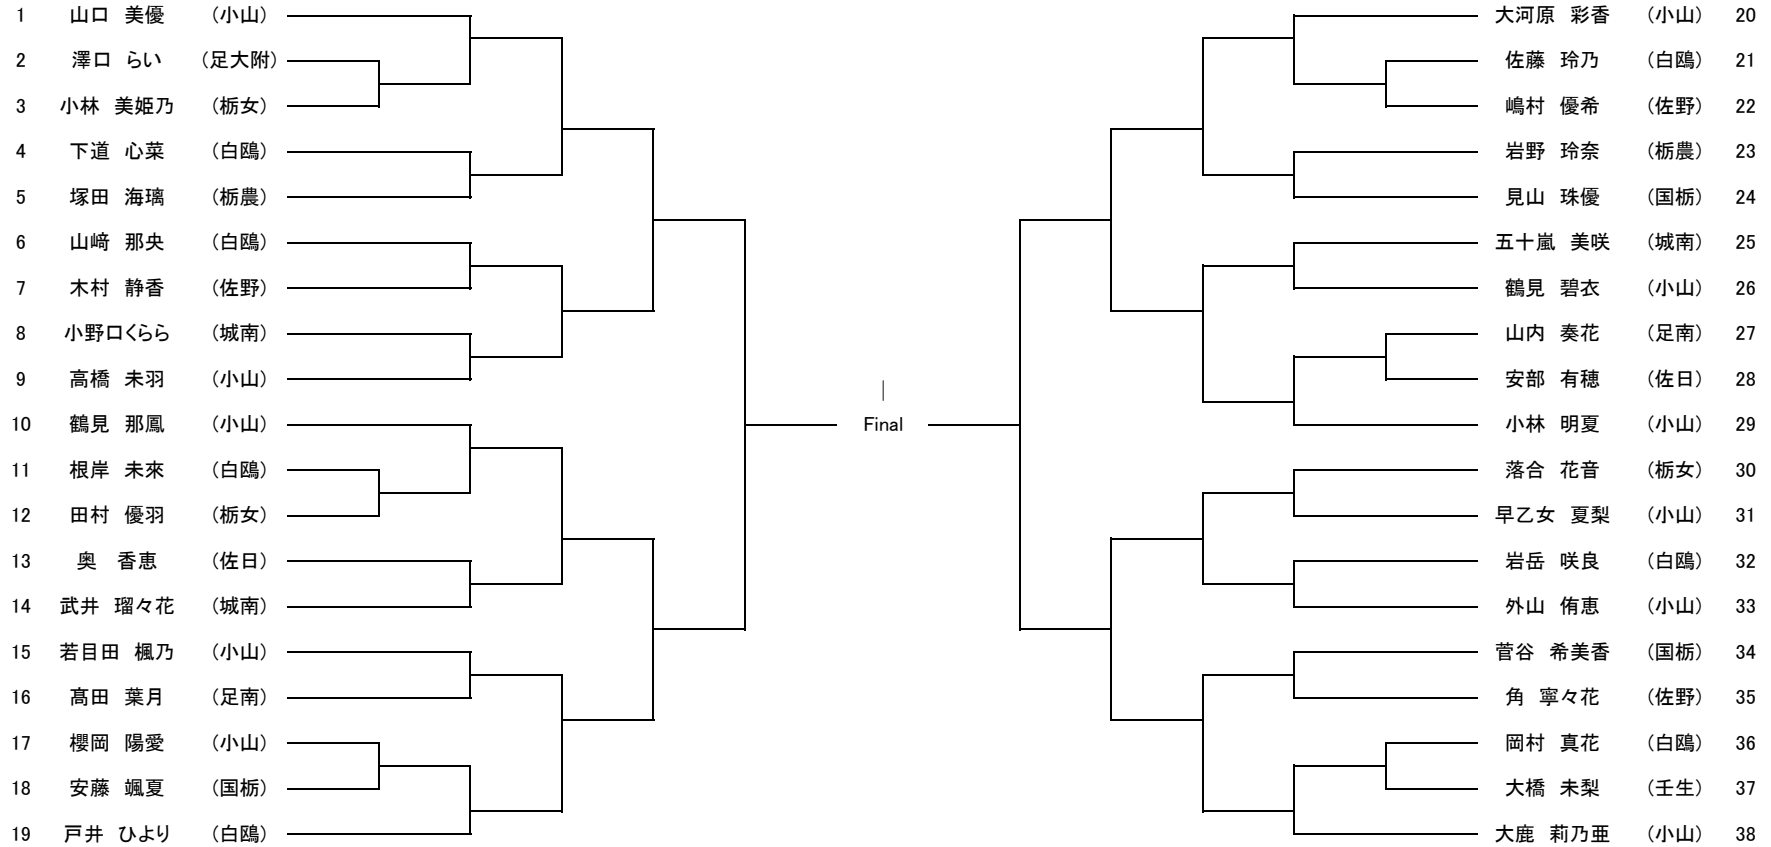 1 山口 美優 （小山） 大河原 彩香 （小山） 20
2 澤口 らい （足大附） 佐藤 玲乃 （白鴎） 21
3 小林 美姫乃 （栃女） 嶋村 優希 （佐野） 22
4 下道 心菜 （白鴎） 岩野 玲奈 （栃農） 23
5 塚田 海璃 （栃農） 見山 珠優 （国栃） 24
6 山﨑 那央 （白鴎） 五十嵐 美咲 （城南） 25
7 木村 静香 （佐野） 鶴見 碧衣 （小山） 26
8 小野口くらら （城南） 山内 奏花 （足南） 27
9 高橋 未羽 （小山） 安部 有穂 （佐日） 28
10 鶴見 那鳳 （小山） Final 小林 明夏 （小山） 29
11 根岸 未來 （白鴎） 落合 花音 （栃女） 30
12 田村 優羽 （栃女） 早乙女 夏梨 （小山） 31
13 奥 香恵 （佐日） 岩岳 咲良 （白鴎） 32
14 武井 瑠々花 （城南） 外山 侑恵 （小山） 33
15 若目田 楓乃 （小山） 菅谷 希美香 （国栃） 34
16 髙田 葉月 （足南） 角 寧々花 （佐野） 35
17 櫻岡 陽愛 （小山） 岡村 真花 （白鴎） 36
18 安藤 颯夏 （国栃） 大橋 未梨 （壬生） 37
19 戸井 ひより （白鴎） 大鹿 莉乃亜 （小山） 38